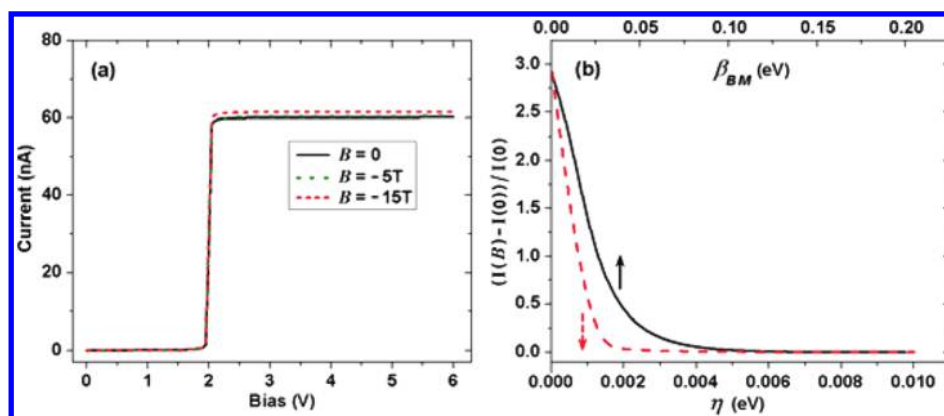 (a)
80
60
40
20
0
Current (nA)
B = 0
B = - 5T
B = - 15T
0 1 2 3 4 5 6
Bias (V)
0.00 0.05 0.10 0.15 0.20
β_BM (eV)
(b)
3.0
2.5
2.0
1.5
1.0
0.5
0.0
(I(B)-I(0))/I(0)
0.000 0.002 0.004 0.006 0.008 0.010
η (eV)